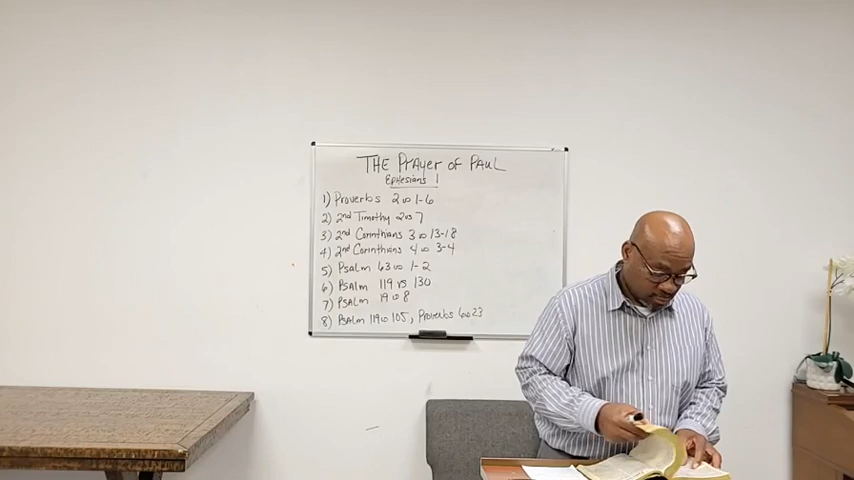 THE PRAyer OF PAUL
Ephesians 1
1) Proverbs 2 vs 1-6
2) 2nd Timothy 2 vs 7
3) 2nd Corinthians 3 vs 13-18
4) 2nd Corinthians 4 vs 3-4
5) Psalm 63 vs 1-2
6) Psalm 119 vs 130
7) Psalm 19 vs 8
8) Psalm 119 vs 105, Proverbs 6 vs 23